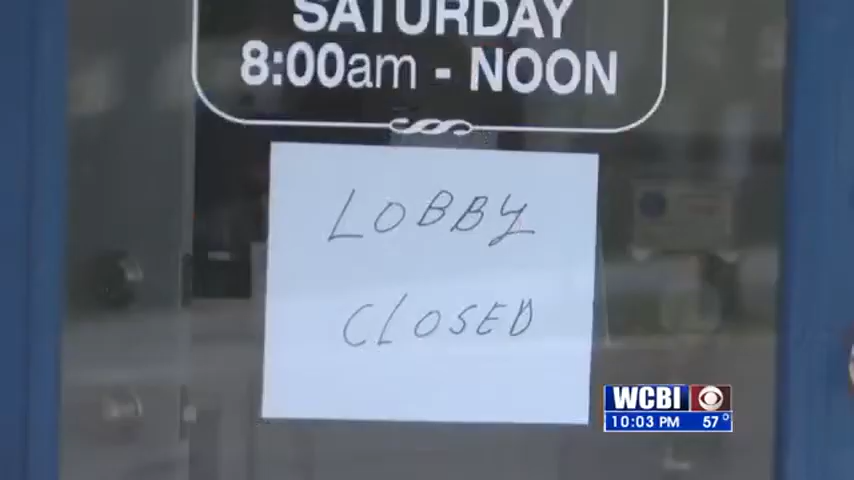 SATURDAY
8:00am - NOON
LOBBY
CLOSED
WCBI
10:03 PM 57°